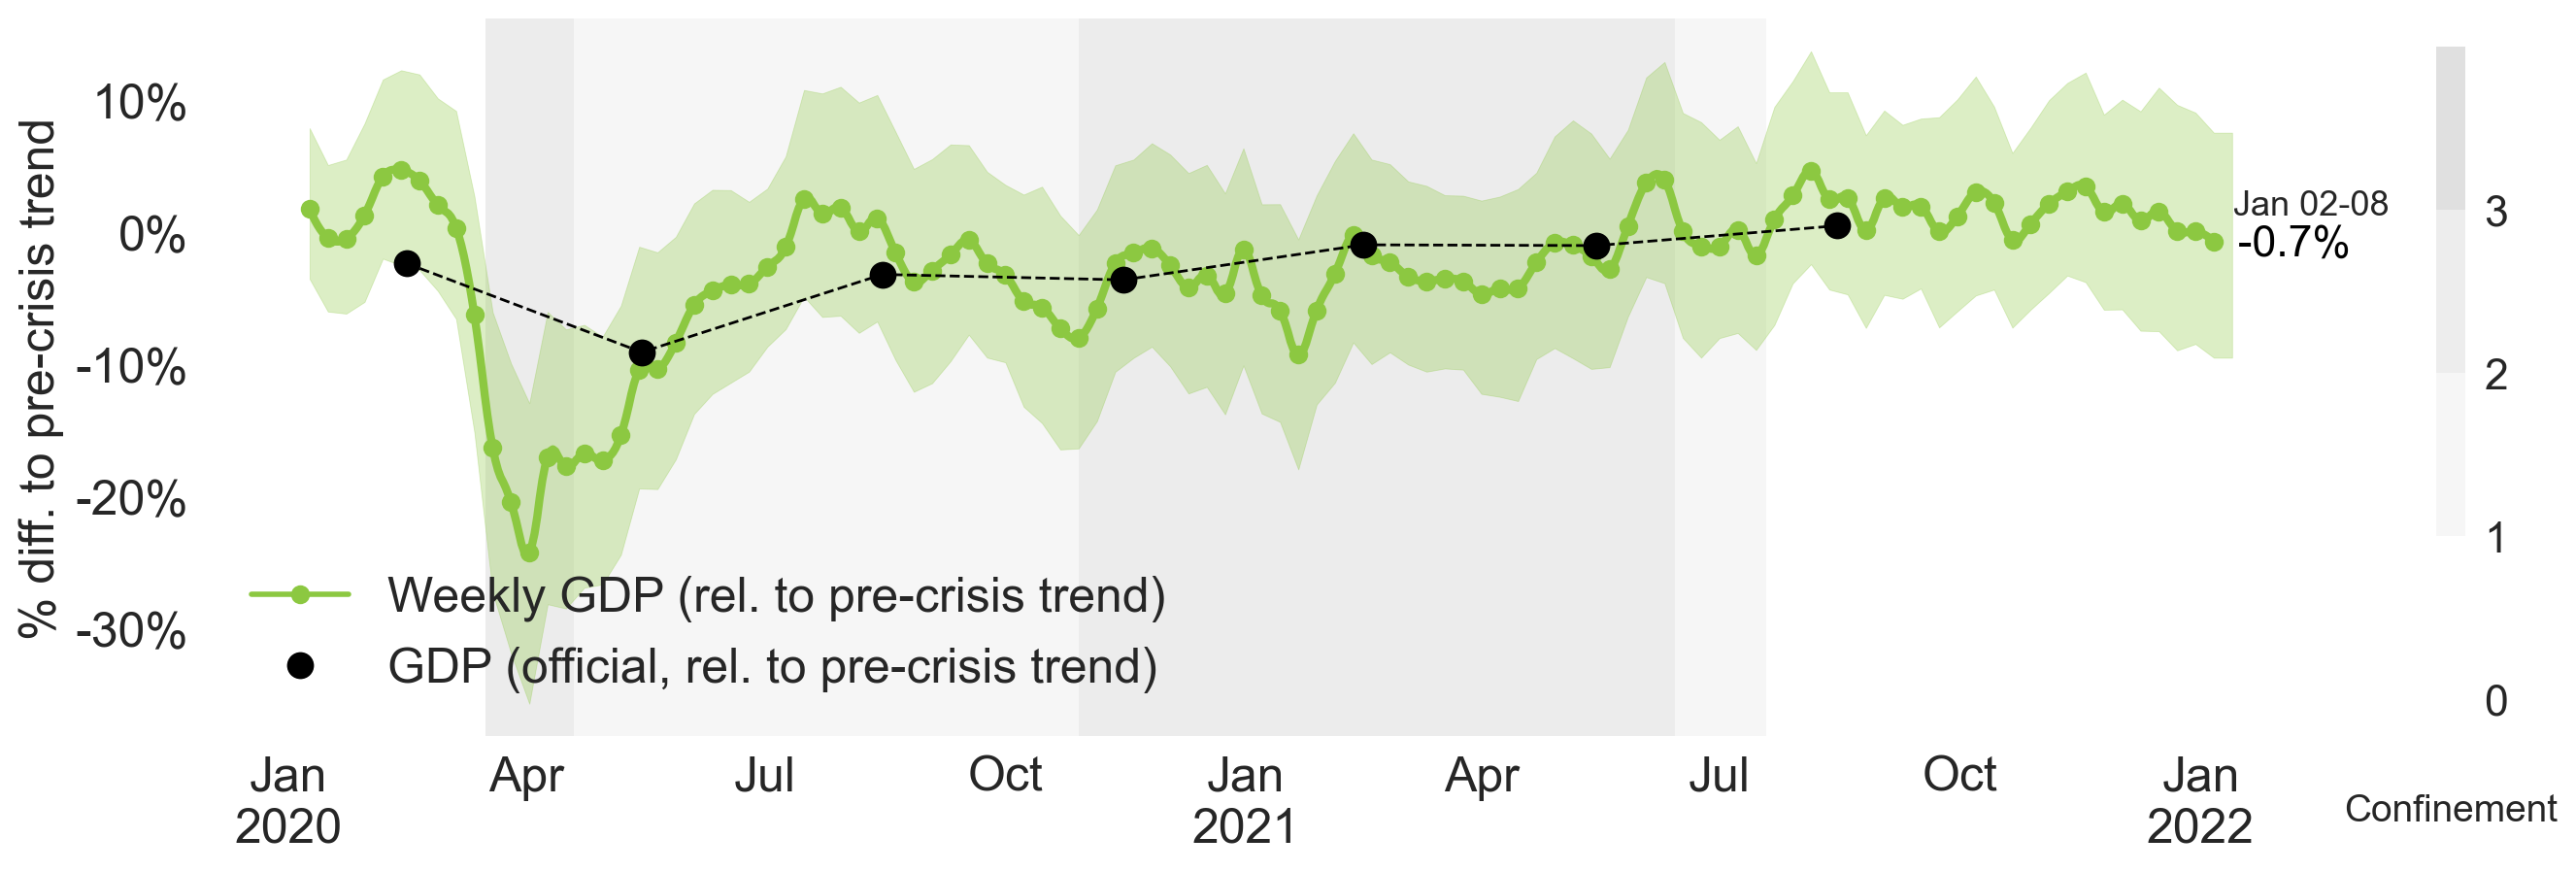 % diff. to pre-crisis trend
10%
0%
-10%
-20%
-30%
Weekly GDP (rel. to pre-crisis trend)
GDP (official, rel. to pre-crisis trend)
Jan 02-08
-0.7%
Jan Apr Jul Oct Jan Apr Jul Oct Jan
2020 2021 2022
3
2
1
0
Confinement